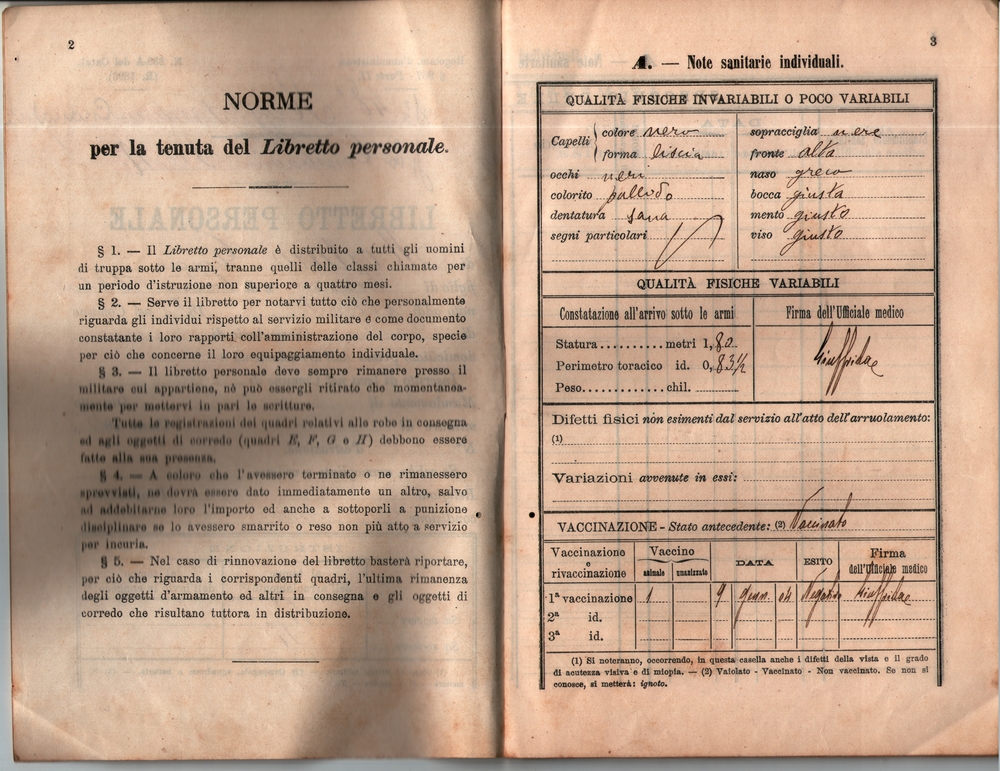 2
NORME
per la tenuta del Libretto personale.
§ 1. — Il Libretto personale è distribuito a tutti gli uomini
di truppa sotto le armi, tranne quelli delle classi chiamate per
un periodo d'istruzione non superiore a quattro mesi.
§ 2. — Serve il libretto per notarvi tutto ciò che personalmente
riguarda gli individui rispetto al servizio militare e come documento
constatante i loro rapporti coll'amministrazione del corpo, specie
per ciò che concerne il loro equipaggiamento individuale.
§ 3. — Il libretto personale deve sempre rimanere presso il
militare cui appartiene, nè può essergli ritirato che momentanea-
mente per mettervi in pari le scritture.
Tutte le registrazioni dei quadri relativi alle robe in consegna
ed agli oggetti di corredo (quadri E, F, G e H) debbono essere
fatte alla sua presenza.
§ 4. — A coloro che l'avessero terminato o ne rimanessero
sprovvisti, ne dovrà essere dato immediatamente un altro, salvo
ad addebitarne loro l'importo ed anche a sottoporli a punizione
disciplinare se lo avessero smarrito o reso non più atto a servizio
per incuria.
§ 5. — Nel caso di rinnovazione del libretto basterà riportare,
per ciò che riguarda i corrispondenti quadri, l'ultima rimanenza
degli oggetti d'armamento ed altri in consegna e gli oggetti di
corredo che risultano tuttora in distribuzione.
3
A. — Note sanitarie individuali.
QUALITÀ FISICHE INVARIABILI O POCO VARIABILI
Capelli colore nero sopracciglia nere
forma liscia fronte alta
occhi neri naso greco
colorito pallido bocca giusta
dentatura sana mento giusto
segni particolari viso giusto
QUALITÀ FISICHE VARIABILI
Constatazione all'arrivo sotto le armi Firma dell'Ufficiale medico
Statura.........metri 1,80
Perimetro toracico id. 0,83½ Giuffridae
Peso............chil.
Difetti fisici non esimenti dal servizio all'atto dell'arruolamento:
(1)
Variazioni avvenute in essi:
VACCINAZIONE - Stato antecedente: (2) Vaccinato
Vaccinazione e rivaccinazione Vaccino animale umanizzato DATA ESITO Firma dell'Ufficiale medico
1ª vaccinazione 1 9 genn. 04 Negativo Giuffridae
2ª id.
3ª id.
(1) Si noteranno, occorrendo, in questa casella anche i difetti della vista e il grado
di acutezza visiva e di miopia. — (2) Vaiolato - Vaccinato - Non vaccinato. Se non si
conosce, si metterà: ignoto.